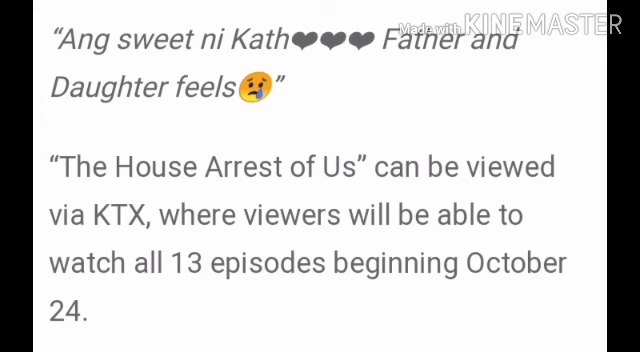 Made with KINEMASTER
“Ang sweet ni Kath❤❤❤ Father and
Daughter feels😢”
“The House Arrest of Us” can be viewed
via KTX, where viewers will be able to
watch all 13 episodes beginning October
24.